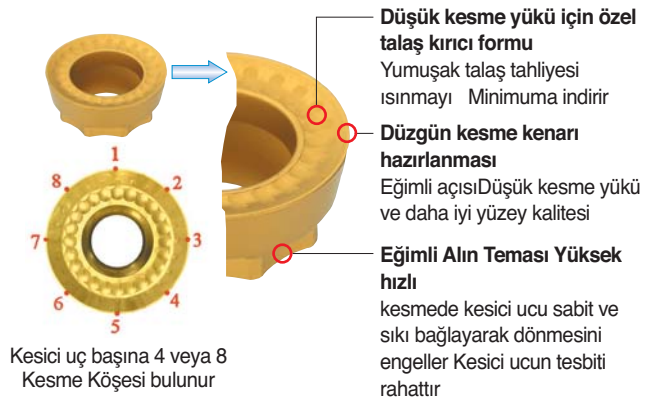 Düşük kesme yükü için özel
talaş kırıcı formu
Yumuşak talaş tahliyesi
ısınmayı Minimuma indirir
Düzgün kesme kenarı
hazırlanması
Eğimli açısıDüşük kesme yükü
ve daha iyi yüzey kalitesi
Eğimli Alın Teması Yüksek
hızlı
kesmede kesici ucu sabit ve
sıkı bağlayarak dönmesini
engeller Kesici ucun tesbiti
rahattır
1
8 2
7 3
6 4
5
Kesici uç başına 4 veya 8
Kesme Köşesi bulunur